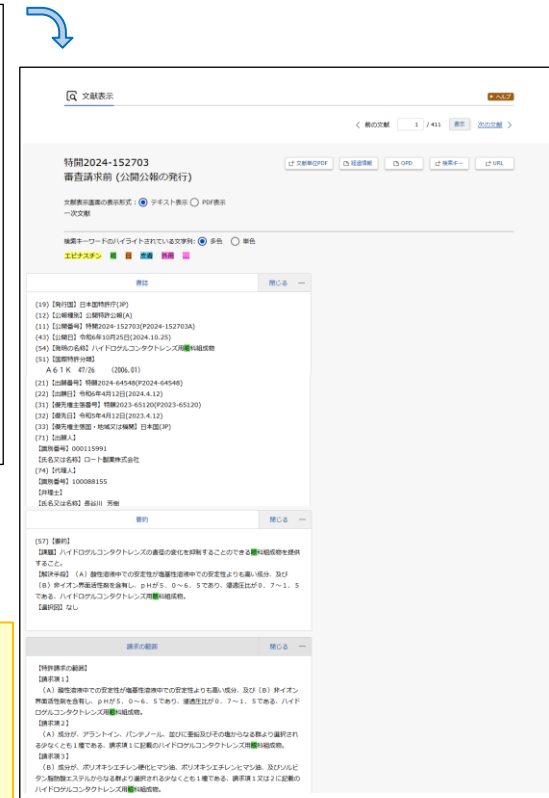 文献表示
+ ヘルプ
< 前の文献 1 / 411 表示 次の文献 >
特開2024-152703
審査請求前 (公開公報の発行)
文献単位PDF 経過情報 OPD 検索キー URL
文献表示画面の表示形式: テキスト表示 PDF表示
一次文献
検索キーワードのハイライトされている文字列: 多色 単色
エピナスチン 眼 目 皮膚 外用
書誌 閉じる ー
(19)【発行国】日本国特許庁(JP)
(12)【公報種別】公開特許公報(A)
(11)【公開番号】特開2024-152703(P2024-152703A)
(43)【公開日】令和6年10月25日(2024.10.25)
(54)【発明の名称】ハイドロゲルコンタクトレンズ用眼科組成物
(51)【国際特許分類】
A61K 47/26 (2006.01)
(21)【出願番号】特願2024-64548(P2024-64548)
(22)【出願日】令和6年4月12日(2024.4.12)
(31)【優先権主張番号】特願2023-65120(P2023-65120)
(32)【優先日】令和5年4月12日(2023.4.12)
(33)【優先権主張国・地域又は機関】日本国(JP)
(71)【出願人】
【識別番号】000115991
【氏名又は名称】ロート製薬株式会社
(74)【代理人】
【識別番号】100088155
【弁理士】
【氏名又は名称】長谷川 芳樹
要約 閉じる ー
(57)【要約】
【課題】ハイドロゲルコンタクトレンズの直径の変化を抑制することのできる眼科組成物を提供
すること。
【解決手段】(A)酸性溶液中での安定性が塩基性溶液中での安定性よりも高い成分、及び
(B)非イオン界面活性剤を含有し、pHが5.0~6.5であり、浸透圧比が0.7~1.5
である、ハイドロゲルコンタクトレンズ用眼科組成物。
【選択図】なし
請求の範囲 閉じる ー
【特許請求の範囲】
【請求項1】
(A)酸性溶液中での安定性が塩基性溶液中での安定性よりも高い成分、及び(B)非イオン
界面活性剤を含有し、pHが5.0~6.5であり、浸透圧比が0.7~1.5である、ハイド
ロゲルコンタクトレンズ用眼科組成物。
【請求項2】
(A)成分が、アラントイン、パンテノール、並びに亜鉛及びその塩からなる群より選択され
る少なくとも1種である、請求項1に記載のハイドロゲルコンタクトレンズ用眼科組成物。
【請求項3】
(B)成分が、ポリオキシエチレン硬化ヒマシ油、ポリオキシエチレンヒマシ油、及びソルビ
タン脂肪酸エステルからなる群より選択される少なくとも1種である、請求項1又は2に記載の
ハイドロゲルコンタクトレンズ用眼科組成物。